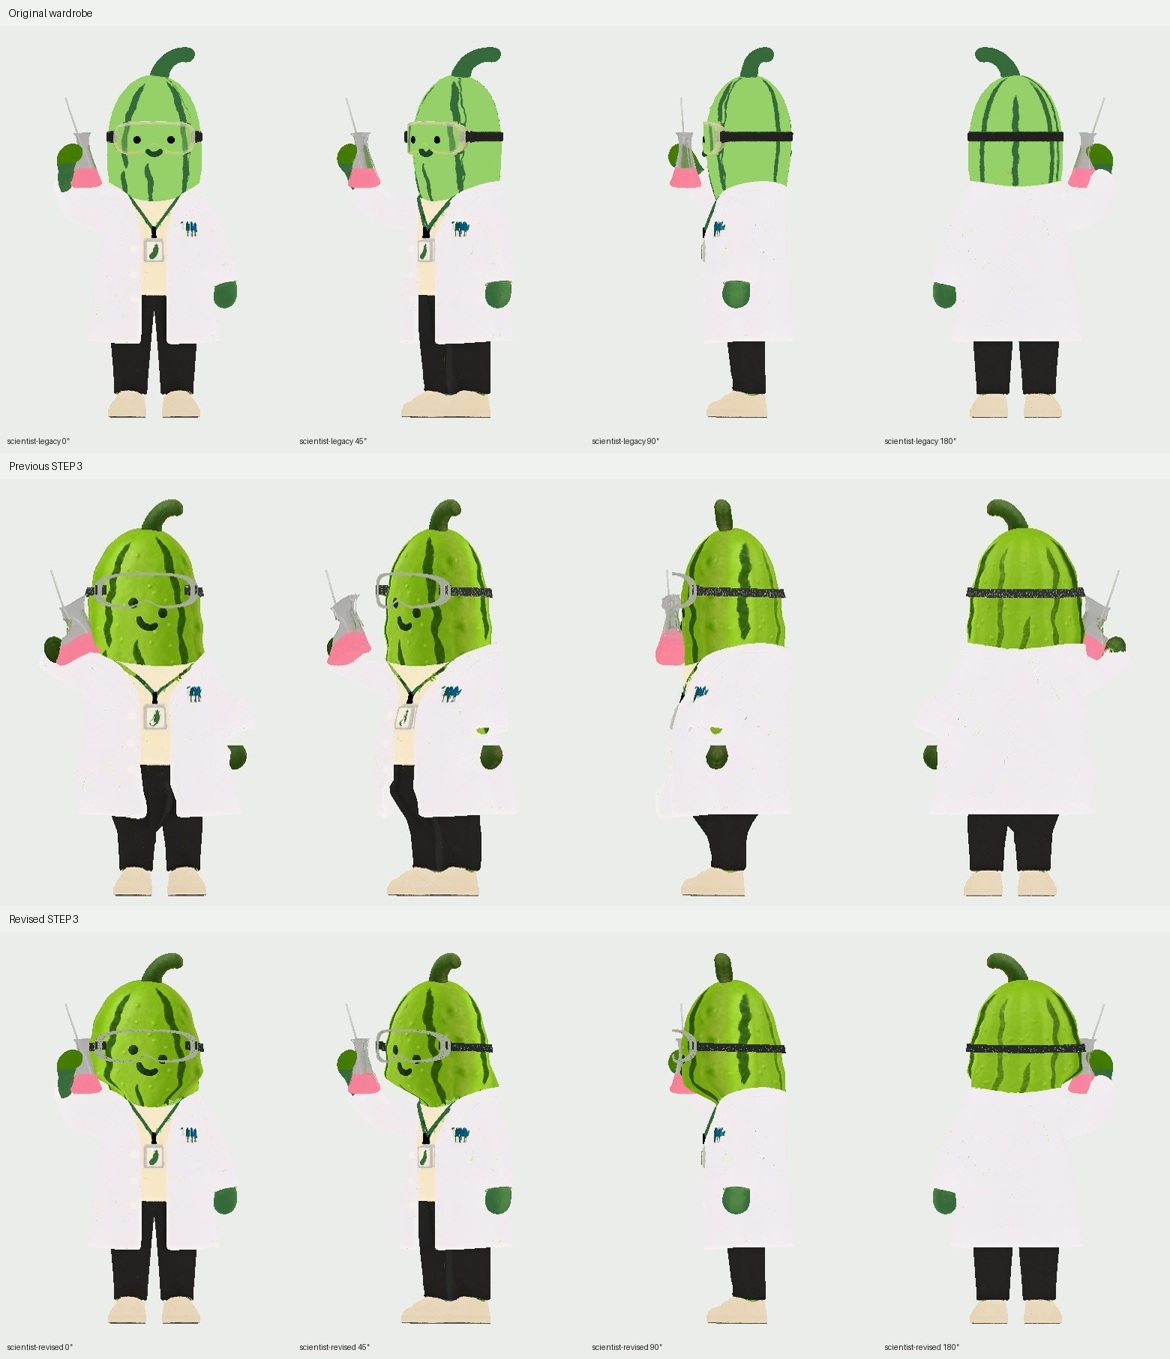 Original wardrobe
scientist-legacy 0°
scientist-legacy 45°
scientist-legacy 90°
scientist-legacy 180°
Previous STEP 3
Revised STEP 3
scientist-revised 0°
scientist-revised 45°
scientist-revised 90°
scientist-revised 180°